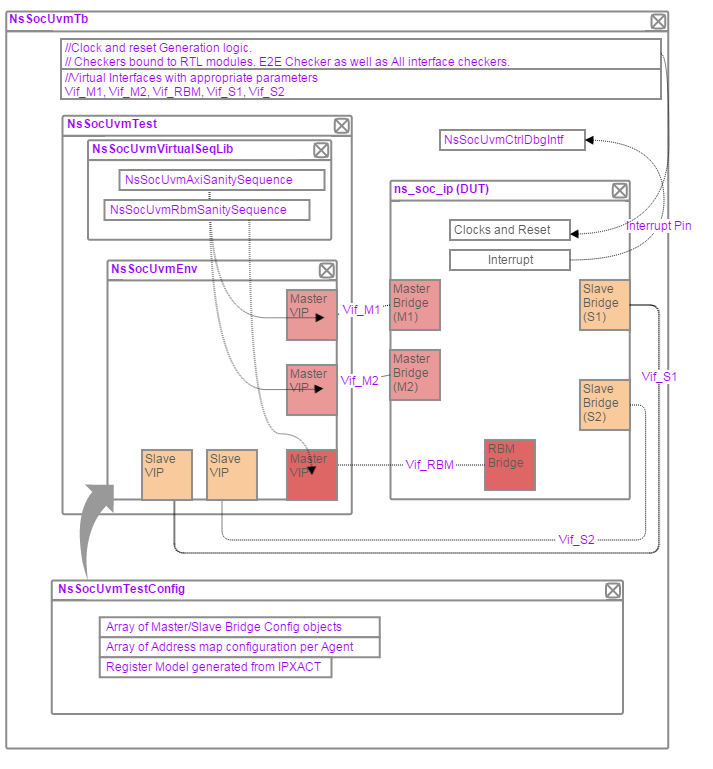 NsSocUvmTb
//Clock and reset Generation logic.
// Checkers bound to RTL modules. E2E Checker as well as All interface checkers.
//Virtual Interfaces with appropriate parameters
Vif_M1, Vif_M2, Vif_RBM, Vif_S1, Vif_S2
NsSocUvmTest
NsSocUvmVirtualSeqLib
NsSocUvmAxiSanitySequence
NsSocUvmRbmSanitySequence
NsSocUvmCtrlDbgIntf
ns_soc_ip (DUT)
Clocks and Reset
Interrupt
Interrupt Pin
NsSocUvmEnv
Master
VIP
Vif_M1
Master
Bridge
(M1)
Slave
Bridge
(S1)
Master
VIP
Vif_M2
Master
Bridge
(M2)
Slave
Bridge
(S2)
Vif_S1
Slave
VIP
Slave
VIP
Master
VIP
Vif_RBM
RBM
Bridge
Vif_S2
NsSocUvmTestConfig
Array of Master/Slave Bridge Config objects
Array of Address map configuration per Agent
Register Model generated from IPXACT